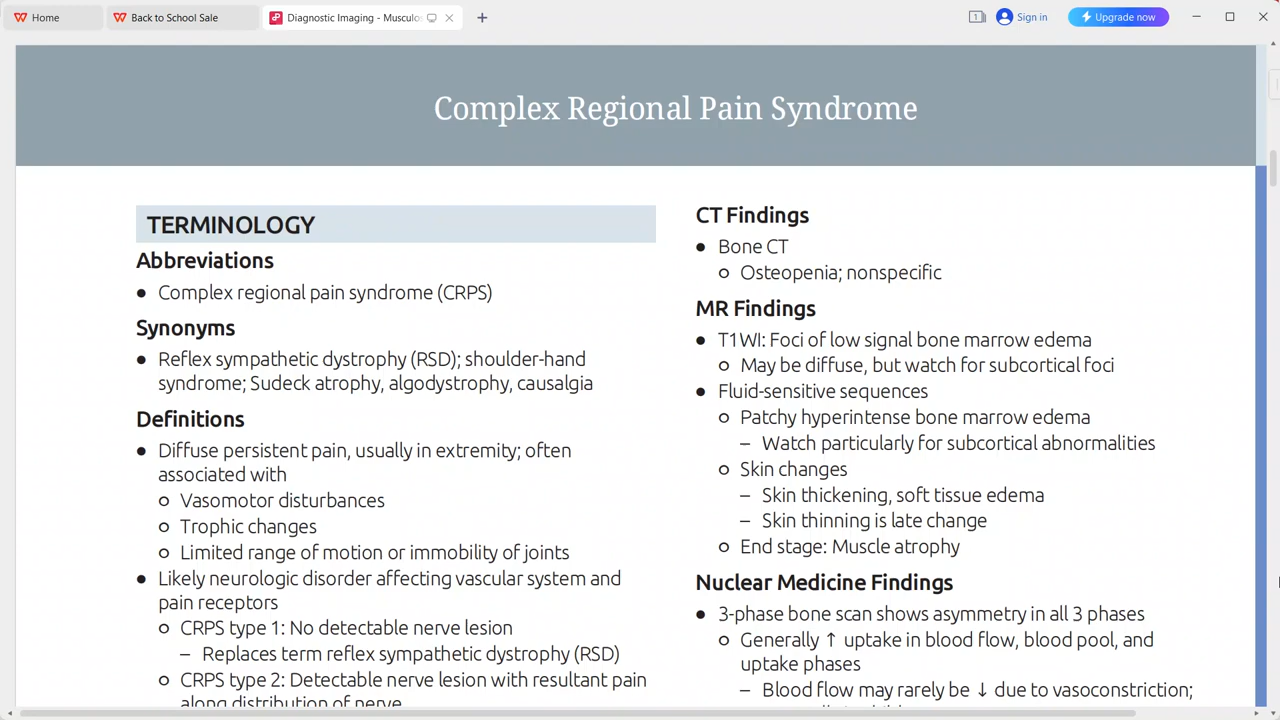 Home
Back to School Sale
Diagnostic Imaging - Musculos
1
Sign in
Upgrade now
Complex Regional Pain Syndrome
TERMINOLOGY
Abbreviations
● Complex regional pain syndrome (CRPS)
Synonyms
● Reflex sympathetic dystrophy (RSD); shoulder-hand
syndrome; Sudeck atrophy, algodystrophy, causalgia
Definitions
● Diffuse persistent pain, usually in extremity; often
associated with
○ Vasomotor disturbances
○ Trophic changes
○ Limited range of motion or immobility of joints
● Likely neurologic disorder affecting vascular system and
pain receptors
○ CRPS type 1: No detectable nerve lesion
– Replaces term reflex sympathetic dystrophy (RSD)
○ CRPS type 2: Detectable nerve lesion with resultant pain
along distribution of nerve
CT Findings
● Bone CT
○ Osteopenia; nonspecific
MR Findings
● T1WI: Foci of low signal bone marrow edema
○ May be diffuse, but watch for subcortical foci
● Fluid-sensitive sequences
○ Patchy hyperintense bone marrow edema
– Watch particularly for subcortical abnormalities
○ Skin changes
– Skin thickening, soft tissue edema
– Skin thinning is late change
○ End stage: Muscle atrophy
Nuclear Medicine Findings
● 3-phase bone scan shows asymmetry in all 3 phases
○ Generally ↑ uptake in blood flow, blood pool, and
uptake phases
– Blood flow may rarely be ↓ due to vasoconstriction;